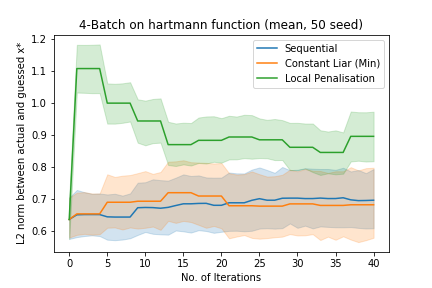 4-Batch on hartmann function (mean, 50 seed)
L2 norm between actual and guessed x*
1.2
1.1
1.0
0.9
0.8
0.7
0.6
Sequential
Constant Liar (Min)
Local Penalisation
0 5 10 15 20 25 30 35 40
No. of Iterations